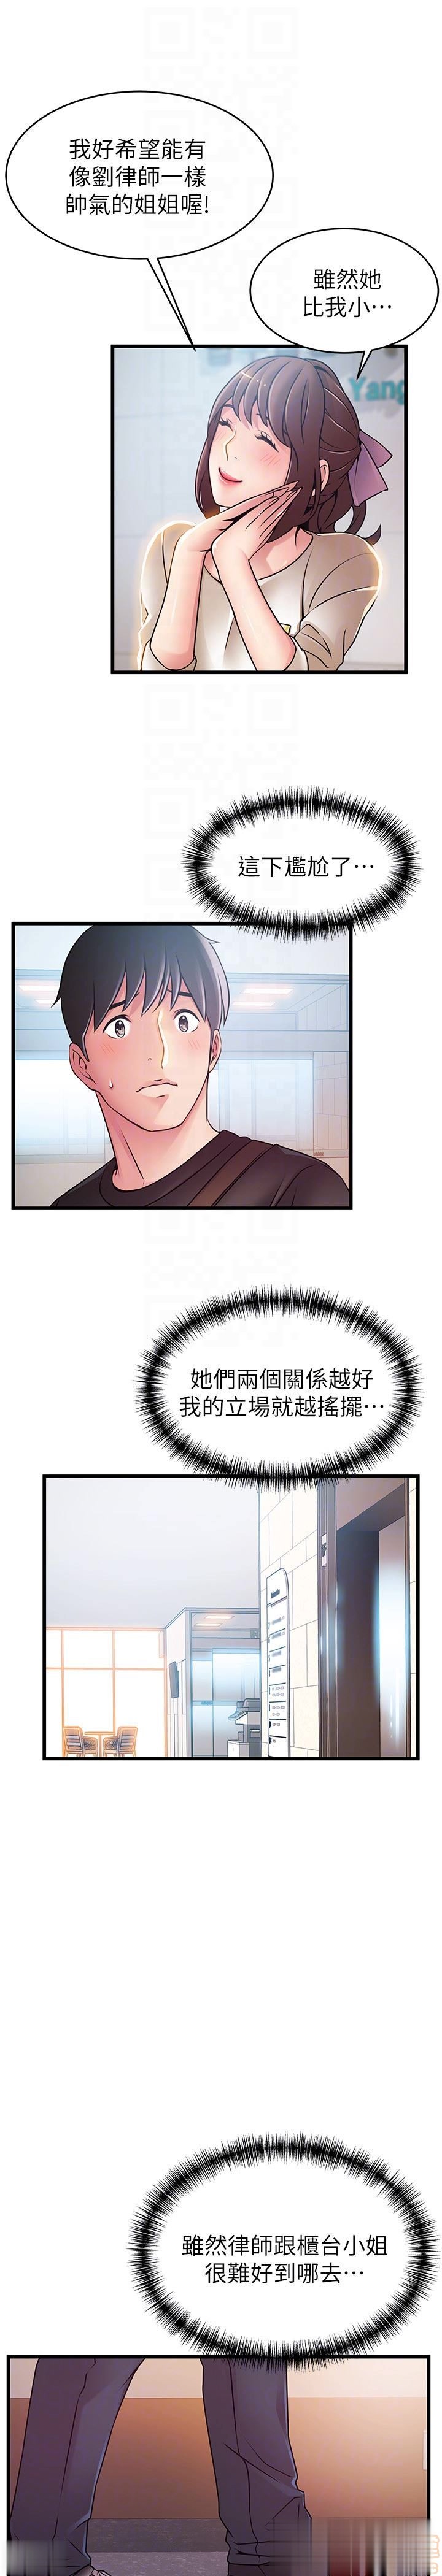 我好希望能有
像劉律師一樣
帥氣的姐姐喔!
雖然她
比我小⋯
Yang
這下尷尬了⋯
她們兩個關係越好
我的立場就越搖擺⋯
雖然律師跟櫃台小姐
很難好到哪去⋯